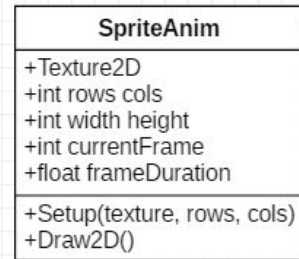 SpriteAnim
+Texture2D
+int rows cols
+int width height
+int currentFrame
+float frameDuration
+Setup(texture, rows, cols)
+Draw2D()